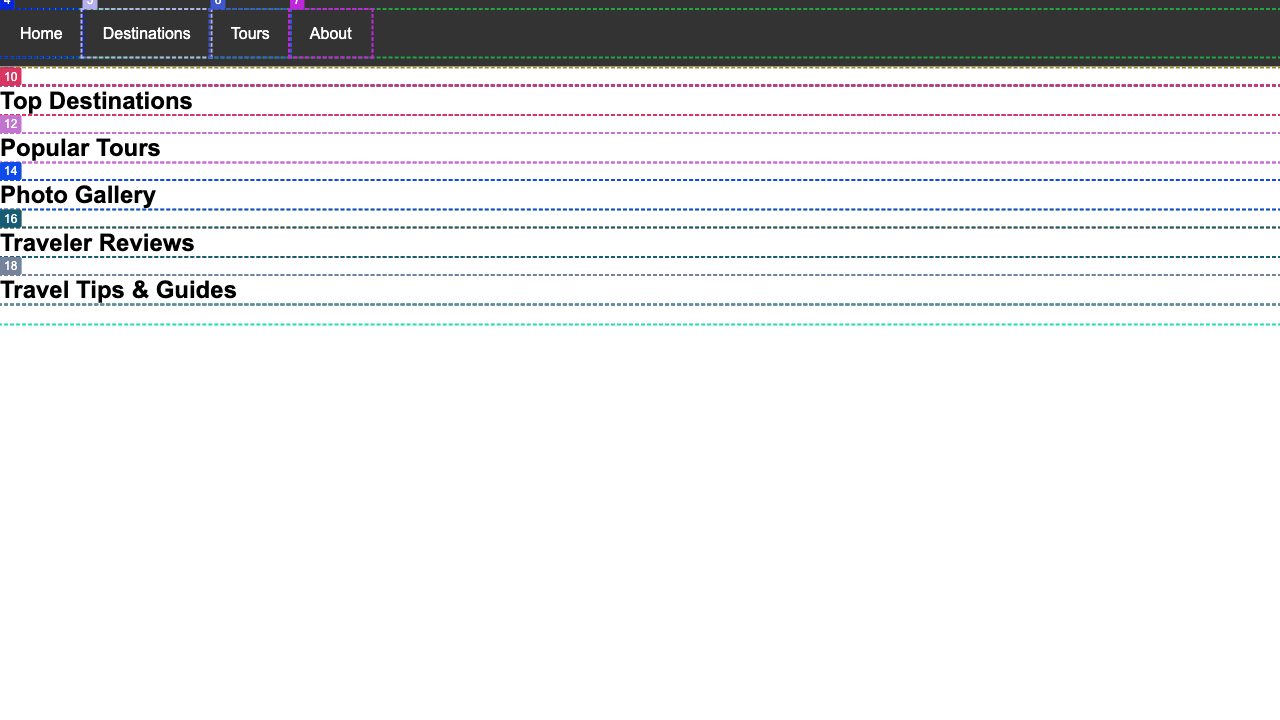 4 5 6 7
Home Destinations Tours About
10
Top Destinations
12
Popular Tours
14
Photo Gallery
16
Traveler Reviews
18
Travel Tips & Guides